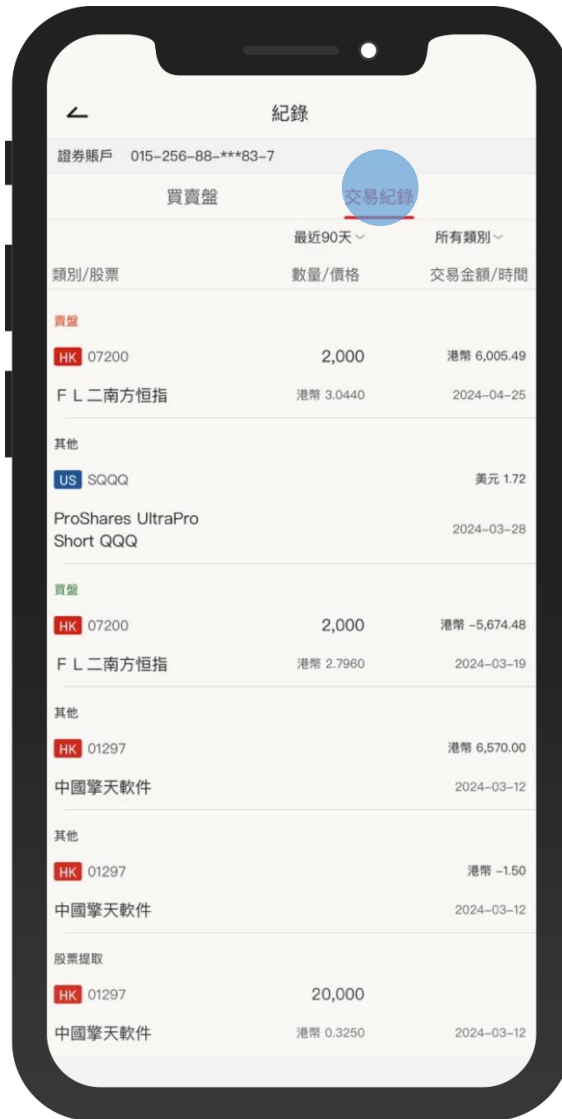 紀錄
證券賬戶 015-256-88-***83-7
買賣盤 交易紀錄
最近90天 所有類別
類別/股票 數量/價格 交易金額/時間
賣盤
HK 07200 2,000 港幣 6,005.49
ＦＬ二南方恒指 港幣 3.0440 2024-04-25
其他
US SQQQ 美元 1.72
ProShares UltraPro
Short QQQ 2024-03-28
買盤
HK 07200 2,000 港幣 -5,674.48
ＦＬ二南方恒指 港幣 2.7960 2024-03-19
其他
HK 01297 港幣 6,570.00
中國擎天軟件 2024-03-12
其他
HK 01297 港幣 -1.50
中國擎天軟件 2024-03-12
股票提取
HK 01297 20,000
中國擎天軟件 港幣 0.3250 2024-03-12